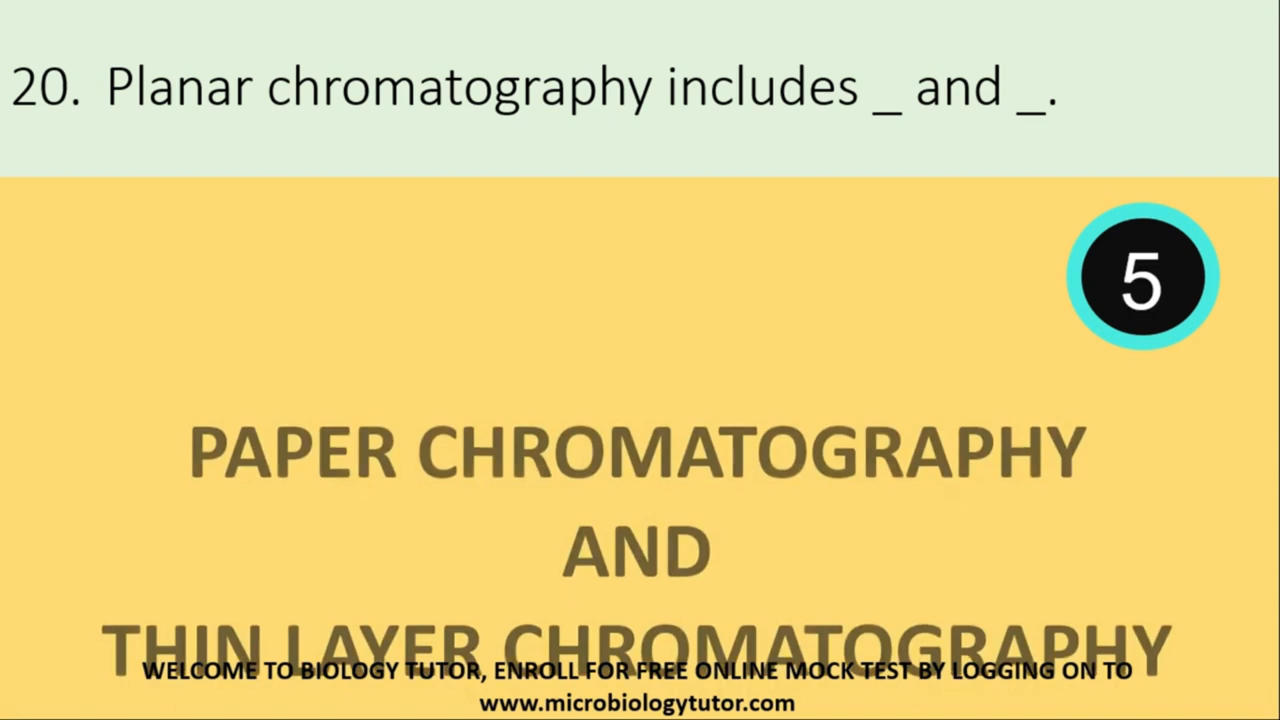 20. Planar chromatography includes _ and _.
5
PAPER CHROMATOGRAPHY
AND
THIN LAYER CHROMATOGRAPHY
WELCOME TO BIOLOGY TUTOR, ENROLL FOR FREE ONLINE MOCK TEST BY LOGGING ON TO
www.microbiologytutor.com